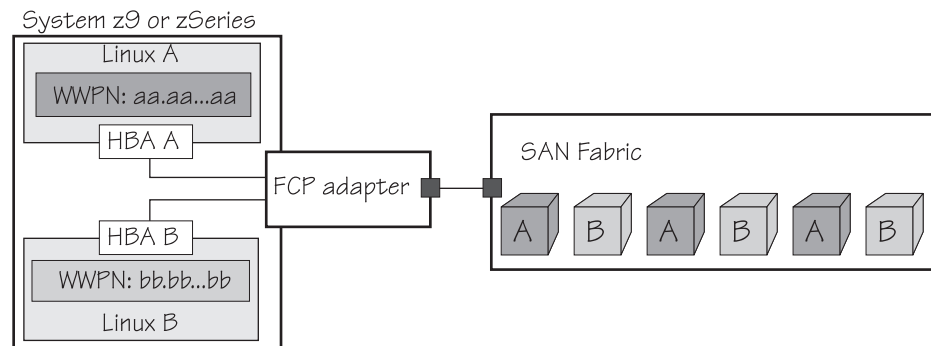 System z9 or zSeries
Linux A
WWPN: aa.aa...aa
HBA A
FCP adapter
SAN Fabric
A B A B A B
HBA B
WWPN: bb.bb...bb
Linux B